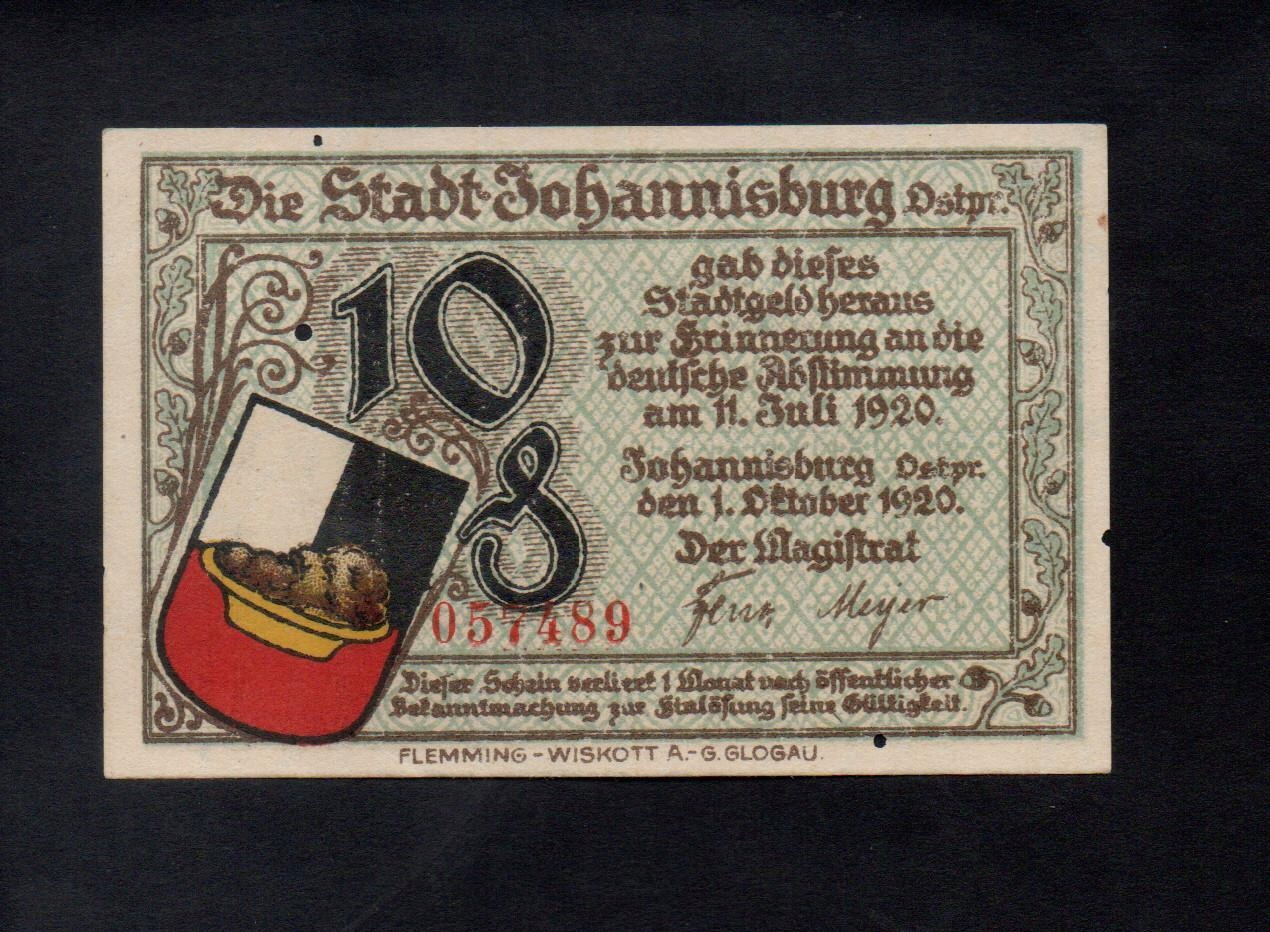 Die Stadt Johannisburg Ostpr.
10
₰
gab dieses
Stadtgeld heraus
zur Erinnerung an die
deutsche Abstimmung
am 11. Juli 1920.
Johannisburg Ostpr.
den 1. Oktober 1920.
Der Magistrat
Meyer
057489
Dieser Schein verliert 1 Monat nach öffentlicher
Bekanntmachung zur Einlösung seine Gültigkeit.
FLEMMING-WISKOTT A.-G. GLOGAU.